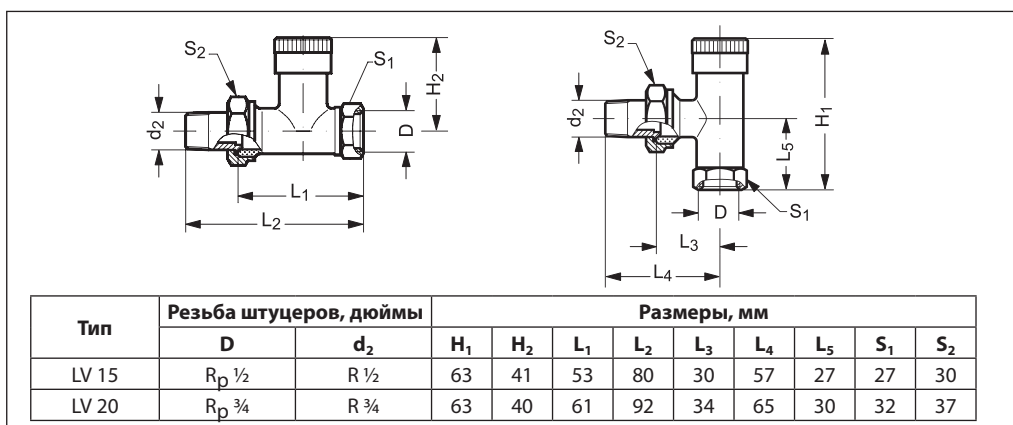 S₂
S₁
H₂
d₂
D
L₁
L₂
S₂
d₂
H₁
L₅
D
S₁
L₃
L₄
Тип
Резьба штуцеров, дюймы
Размеры, мм
D d₂ H₁ H₂ L₁ L₂ L₃ L₄ L₅ S₁ S₂
LV 15 Rp ½ R ½ 63 41 53 80 30 57 27 27 30
LV 20 Rp ¾ R ¾ 63 40 61 92 34 65 30 32 37